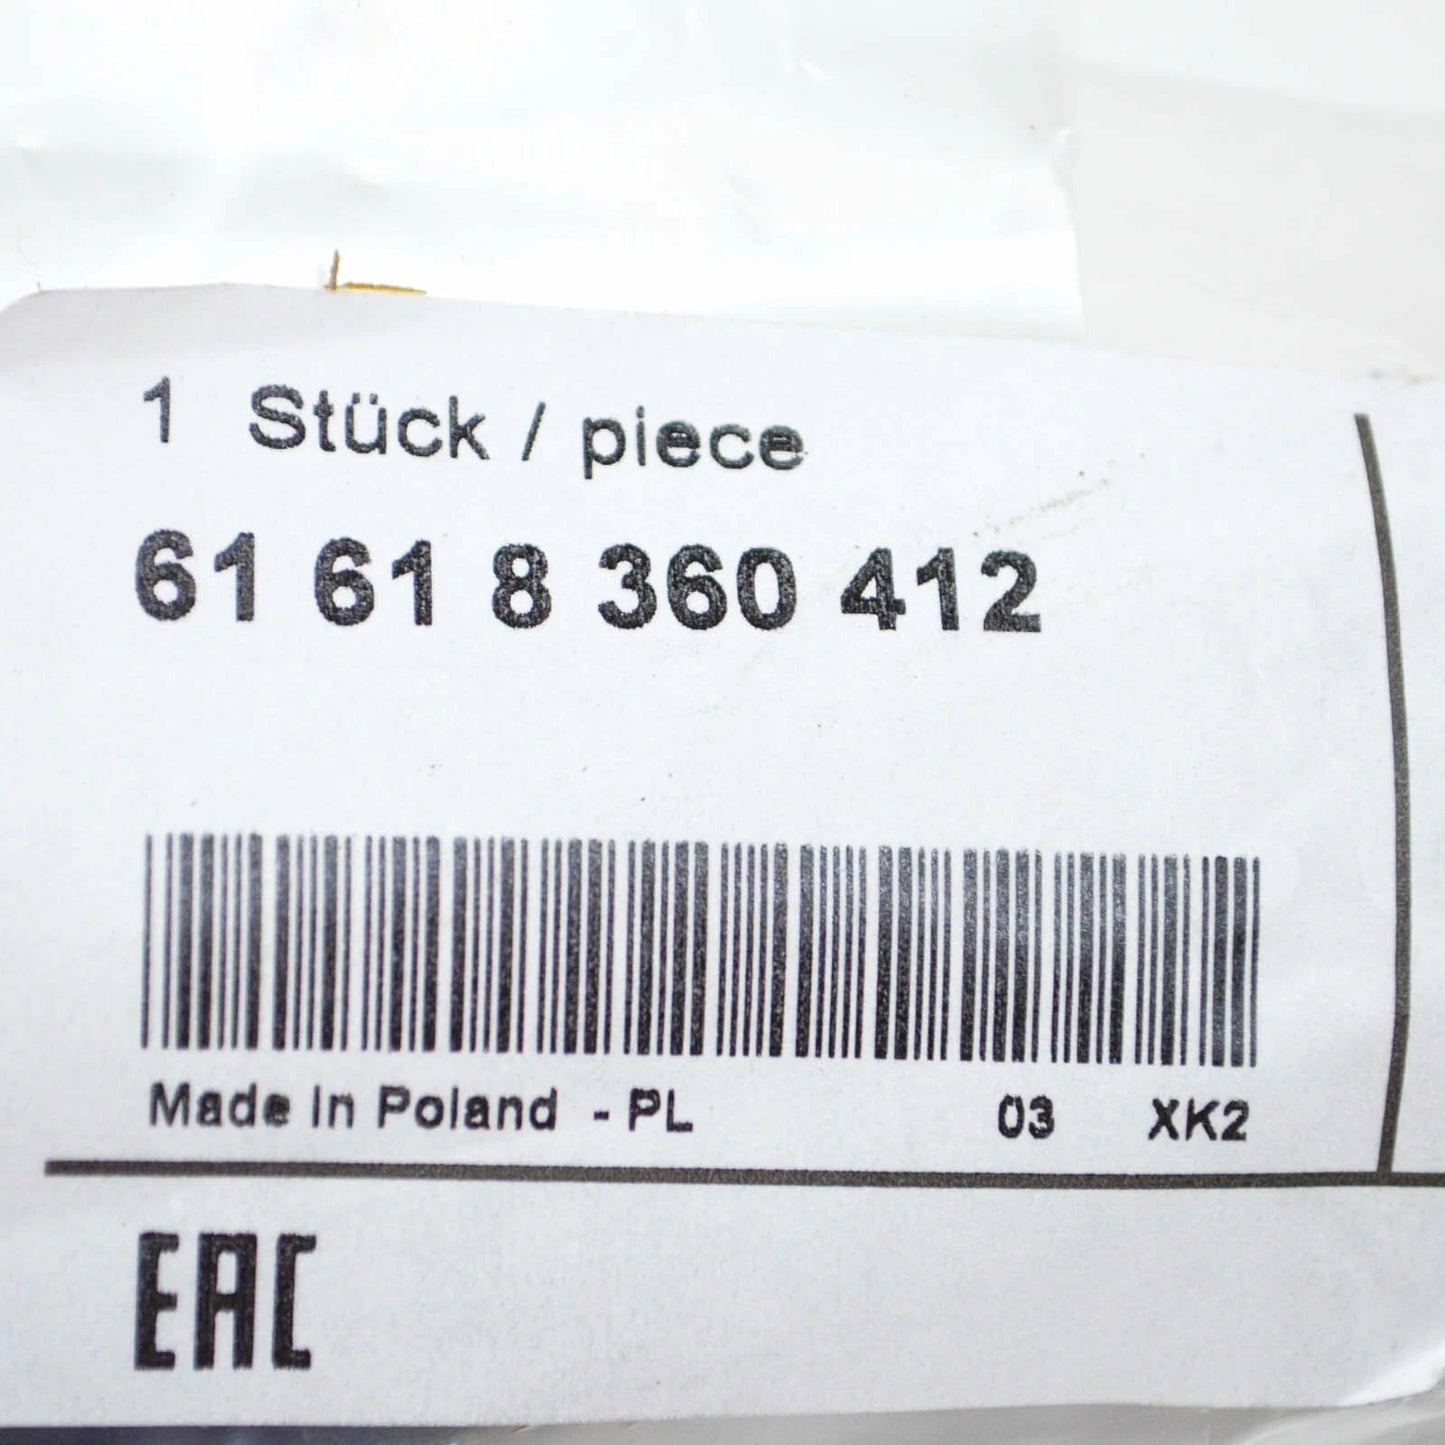 1 Stück / piece
61 61 8 360 412
Made in Poland - PL 03 XK2
EAC